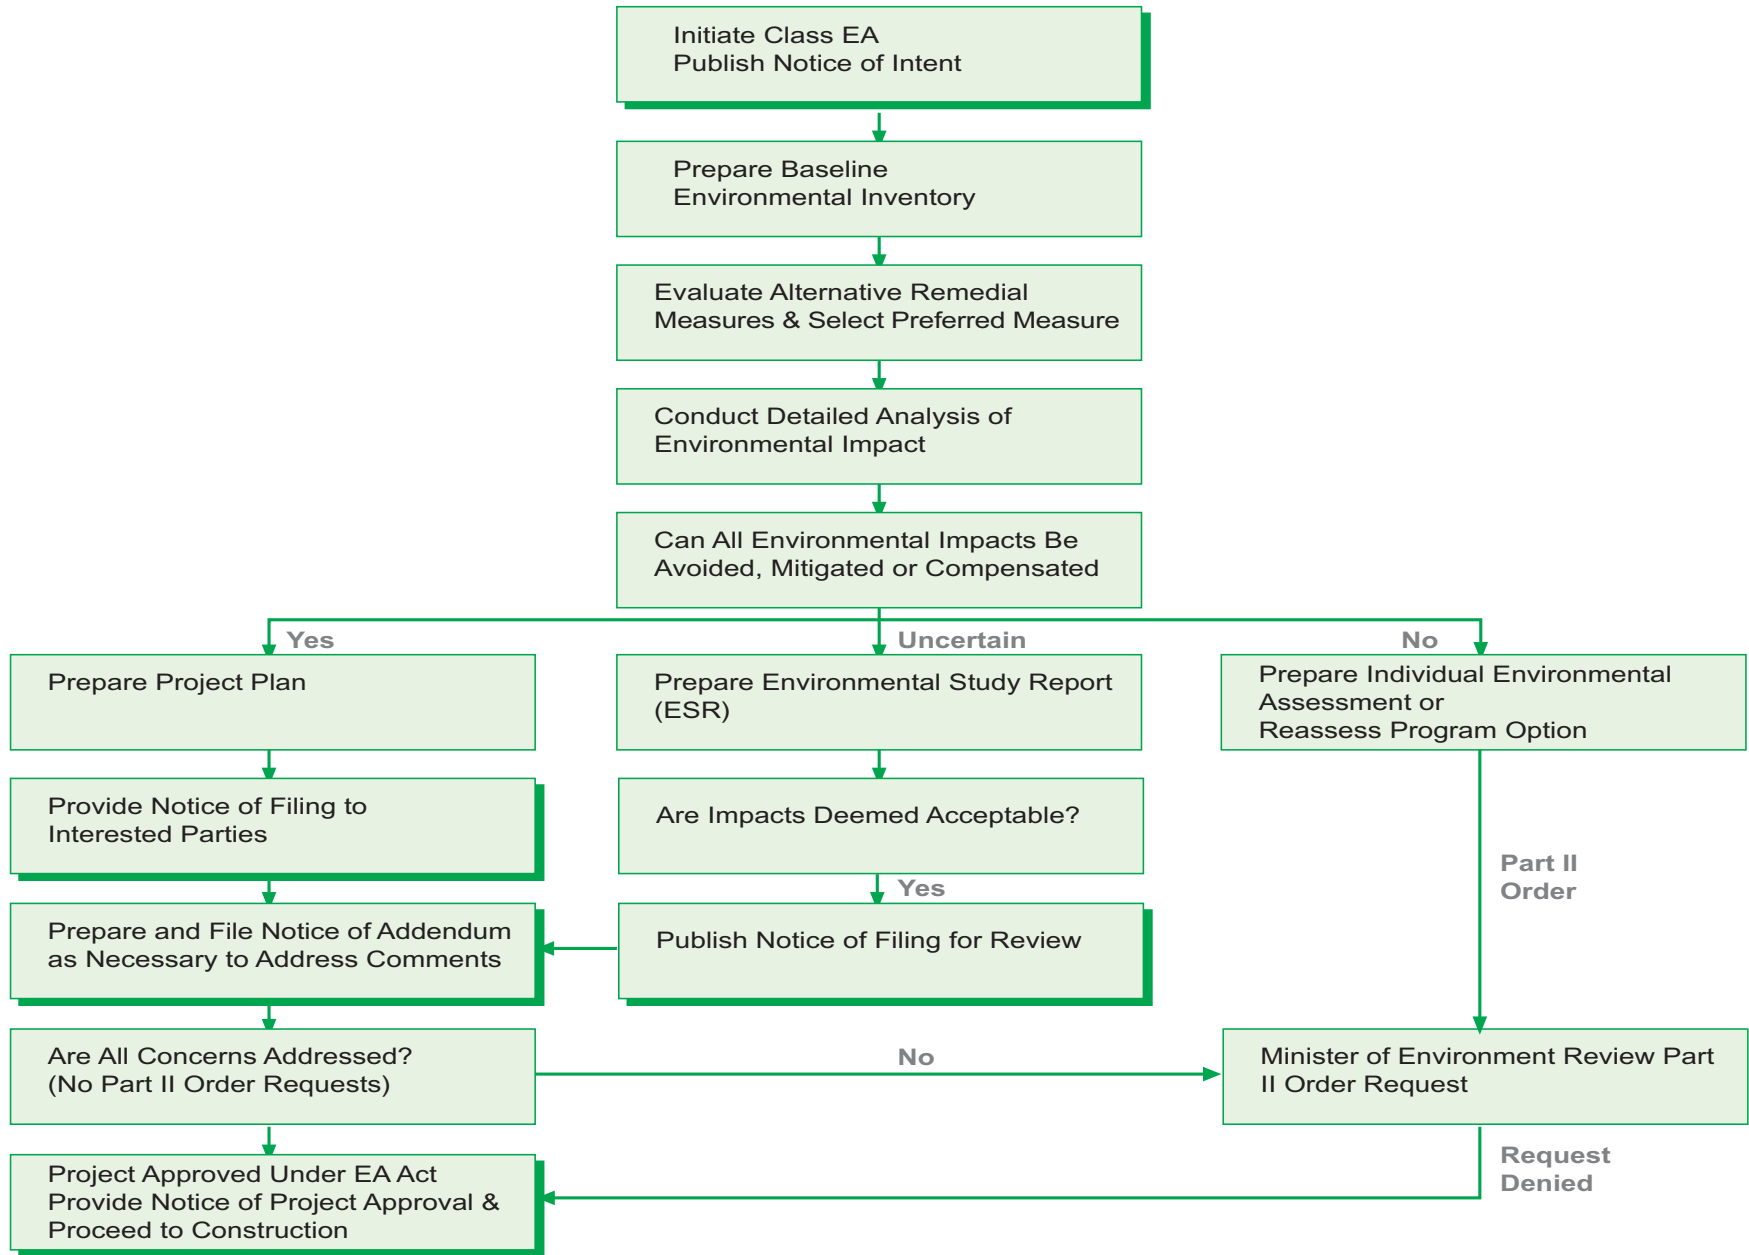 Initiate Class EA
Publish Notice of Intent
Prepare Baseline
Environmental Inventory
Evaluate Alternative Remedial
Measures & Select Preferred Measure
Conduct Detailed Analysis of
Environmental Impact
Can All Environmental Impacts Be
Avoided, Mitigated or Compensated
Yes
Uncertain
No
Prepare Project Plan
Prepare Environmental Study Report
(ESR)
Prepare Individual Environmental
Assessment or
Reassess Program Option
Provide Notice of Filing to
Interested Parties
Are Impacts Deemed Acceptable?
Part II
Order
Yes
Prepare and File Notice of Addendum
as Necessary to Address Comments
Publish Notice of Filing for Review
Are All Concerns Addressed?
(No Part II Order Requests)
No
Minister of Environment Review Part
II Order Request
Request
Denied
Project Approved Under EA Act
Provide Notice of Project Approval &
Proceed to Construction